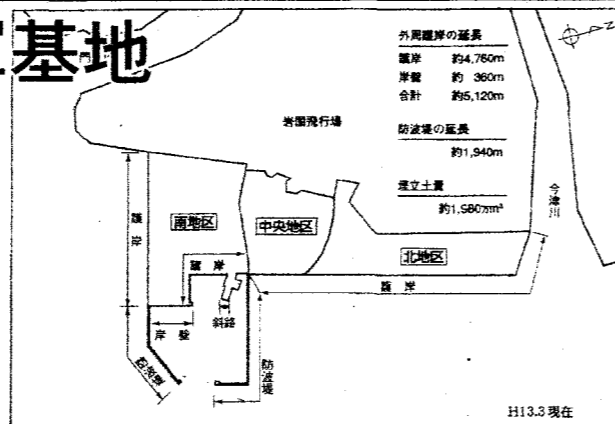 基地
外周護岸の延長
護岸 約4,760m
岸壁 約 360m
合計 約5,120m
防波堤の延長
約1,940m
埋立土量
約1,980万m³
N
岩国飛行場
今津川
南地区
中央地区
北地区
護岸
護岸
護岸
斜路
岸壁
防波堤
防波堤
H13.3現在